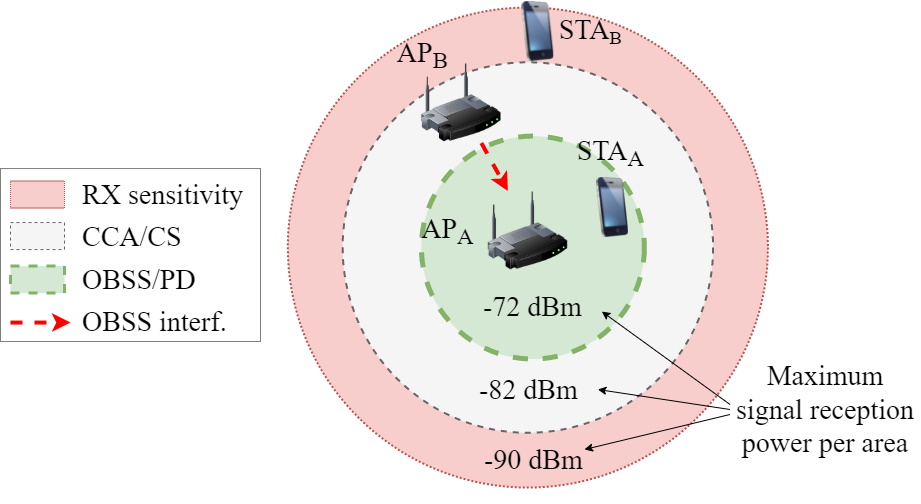 STA_B
AP_B
STA_A
AP_A
RX sensitivity
CCA/CS
OBSS/PD
OBSS interf.
-72 dBm
-82 dBm
-90 dBm
Maximum
signal reception
power per area